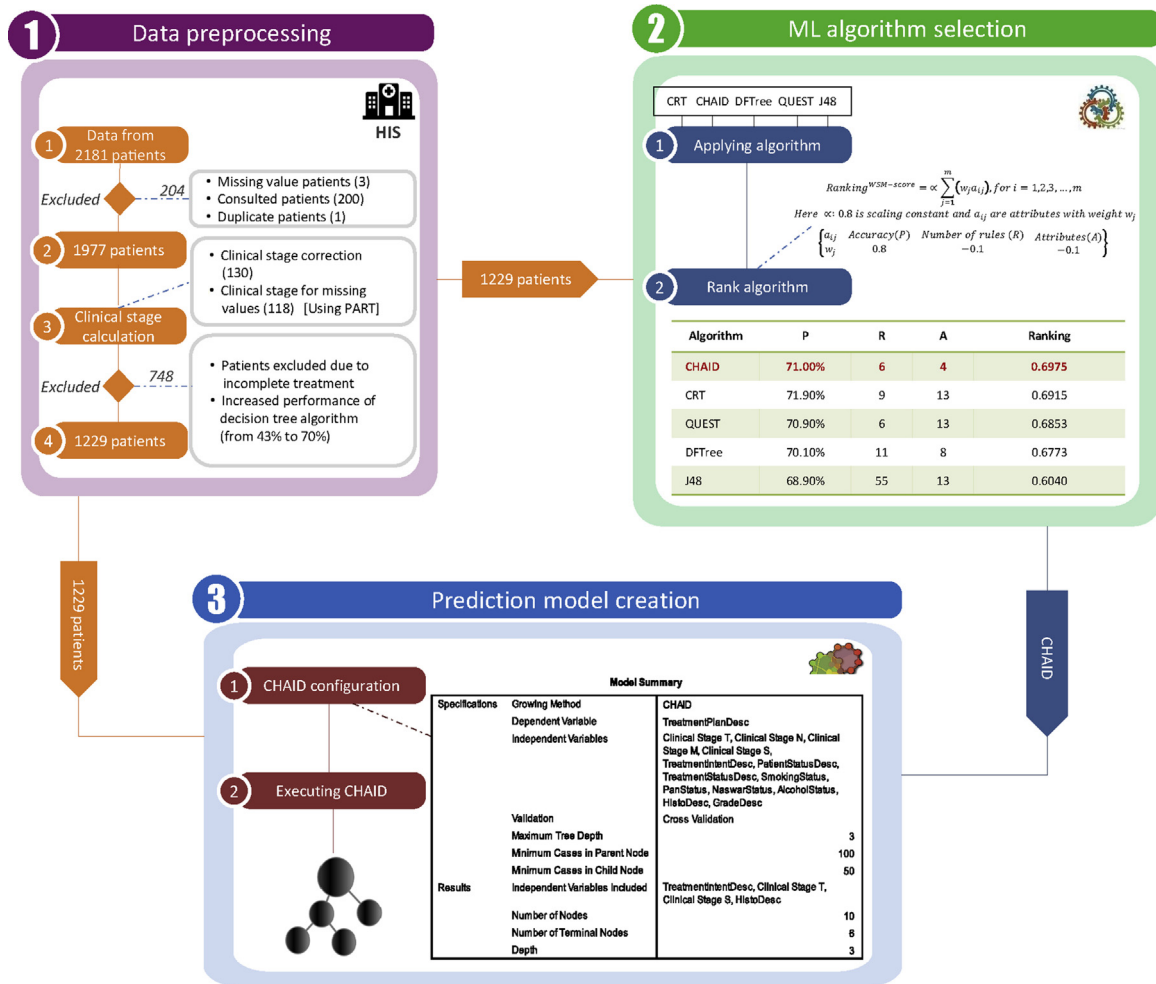 1 Data preprocessing
HIS
1 Data from
2181 patients
Excluded 204
• Missing value patients (3)
• Consulted patients (200)
• Duplicate patients (1)
2 1977 patients
• Clinical stage correction
(130)
• Clinical stage for missing
values (118) [Using PART]
3 Clinical stage
calculation
Excluded 748
• Patients excluded due to
incomplete treatment
• Increased performance of
decision tree algorithm
(from 43% to 70%)
4 1229 patients
1229 patients
1229 patients
2 ML algorithm selection
CRT CHAID DFTree QUEST J48
1 Applying algorithm
Ranking^{WSM−score} = ∝ ∑_{j=1}^{m} (w_j a_{ij}), for i = 1,2,3, ..., m
Here ∝: 0.8 is scaling constant and a_{ij} are attributes with weight w_j
{a_{ij} Accuracy(P) Number of rules (R) Attributes(A)
w_j 0.8 −0.1 −0.1}
2 Rank algorithm
Algorithm P R A Ranking
CHAID 71.00% 6 4 0.6975
CRT 71.90% 9 13 0.6915
QUEST 70.90% 6 13 0.6853
DFTree 70.10% 11 8 0.6773
J48 68.90% 55 13 0.6040
CHAID
3 Prediction model creation
1 CHAID configuration
2 Executing CHAID
Model Summary
Specifications Growing Method CHAID
Dependent Variable TreatmentPlanDesc
Independent Variables Clinical Stage T, Clinical Stage N, Clinical
Stage M, Clinical Stage S,
TreatmentIntentDesc, PatientStatusDesc,
TreatmentStatusDesc, SmokingStatus,
PanStatus, NaswarStatus, AlcoholStatus,
HistoDesc, GradeDesc
Validation Cross Validation
Maximum Tree Depth 3
Minimum Cases in Parent Node 100
Minimum Cases in Child Node 50
Results Independent Variables Included TreatmentIntentDesc, Clinical Stage T,
Clinical Stage S, HistoDesc
Number of Nodes 10
Number of Terminal Nodes 6
Depth 3